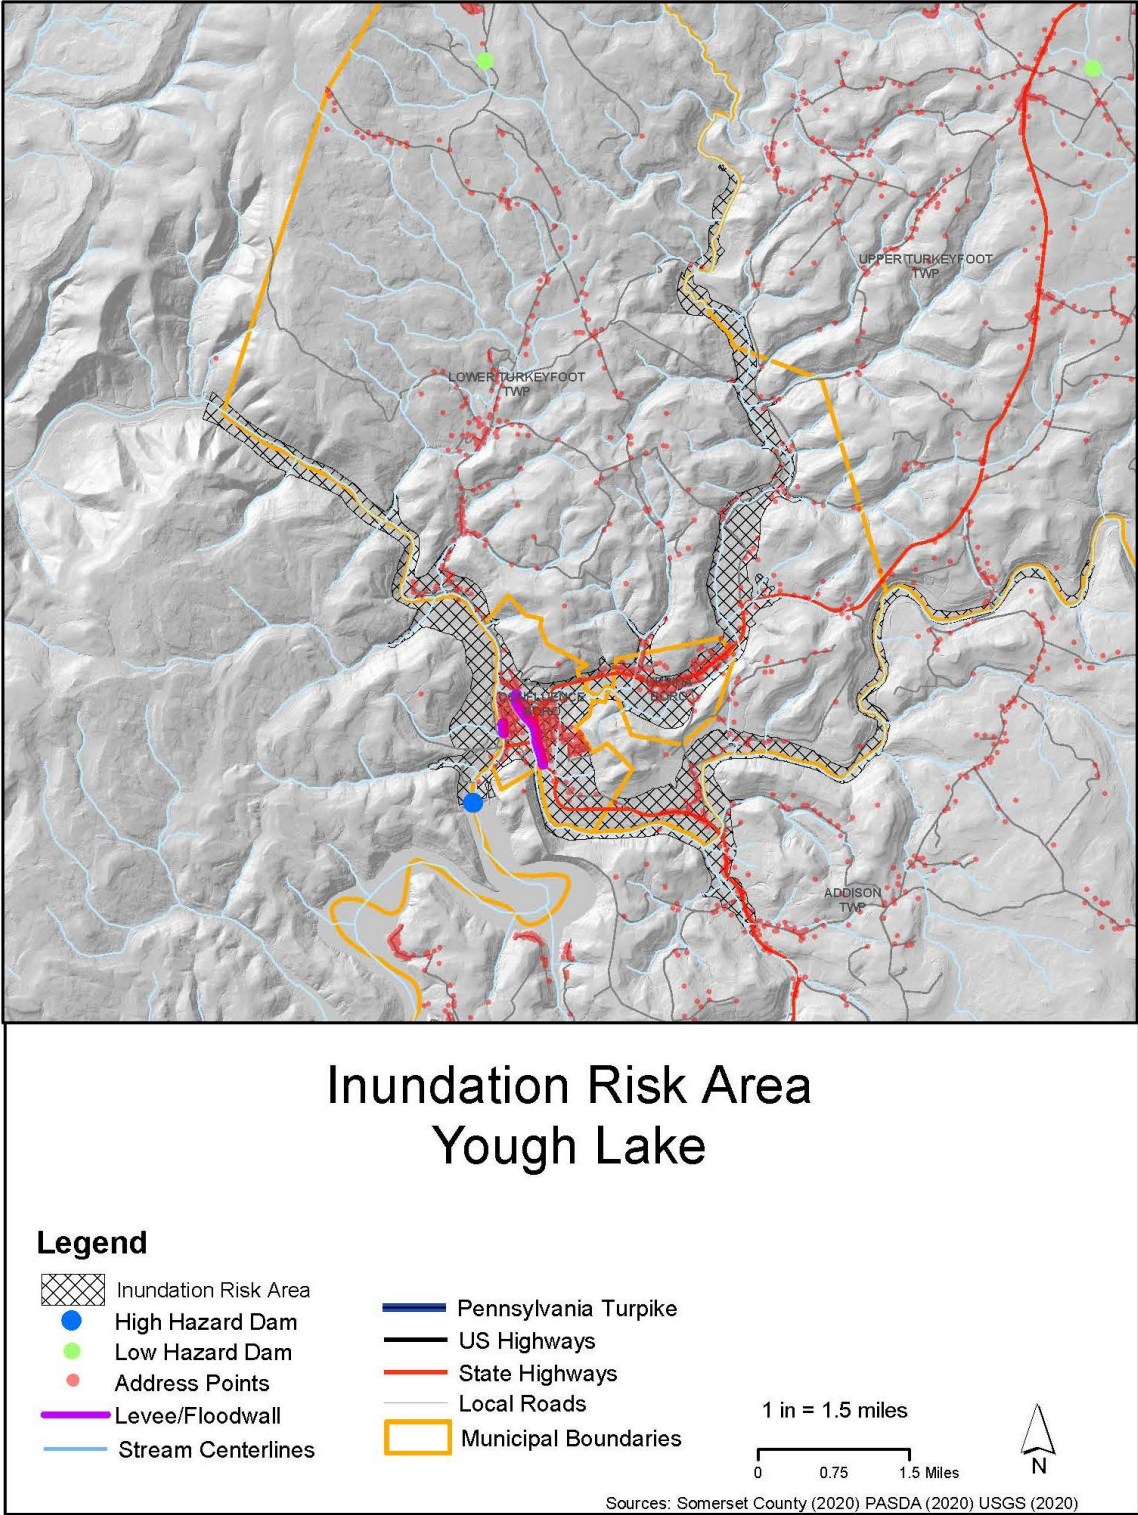 UPPER TURKEYFOOT
TWP
LOWER TURKEYFOOT
TWP
CONFLUENCE
BORO
BORO
ADDISON
TWP
Inundation Risk Area
Yough Lake
Legend
Inundation Risk Area
High Hazard Dam
Low Hazard Dam
Address Points
Levee/Floodwall
Stream Centerlines
Pennsylvania Turpike
US Highways
State Highways
Local Roads
Municipal Boundaries
1 in = 1.5 miles
0 0.75 1.5 Miles
N
Sources: Somerset County (2020) PASDA (2020) USGS (2020)